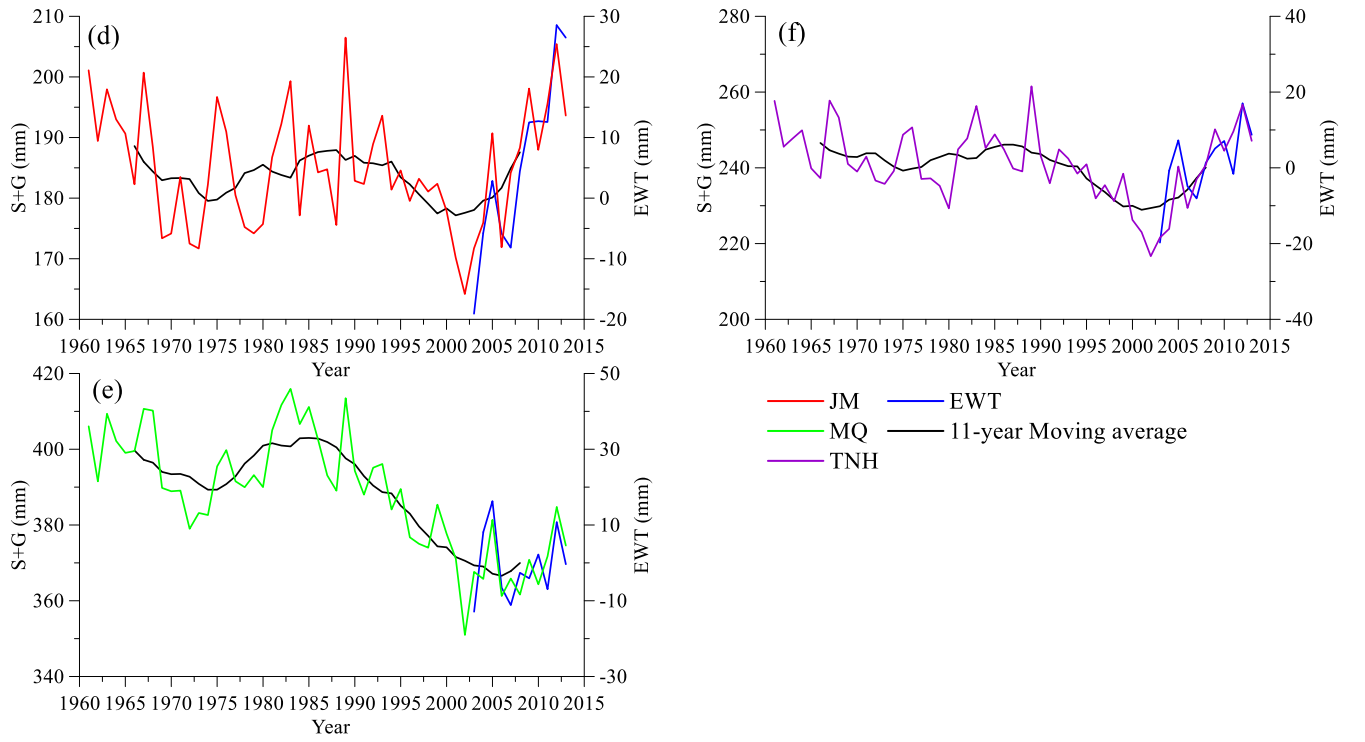 (d)
S+G (mm)
210
200
190
180
170
160
30
20
10
0
-10
-20
EWT (mm)
1960 1965 1970 1975 1980 1985 1990 1995 2000 2005 2010 2015
Year
(f)
S+G (mm)
280
260
240
220
200
40
20
0
-20
-40
EWT (mm)
1960 1965 1970 1975 1980 1985 1990 1995 2000 2005 2010 2015
Year
(e)
S+G (mm)
420
400
380
360
340
50
30
10
-10
-30
EWT (mm)
1960 1965 1970 1975 1980 1985 1990 1995 2000 2005 2010 2015
Year
JM
EWT
MQ
11-year Moving average
TNH